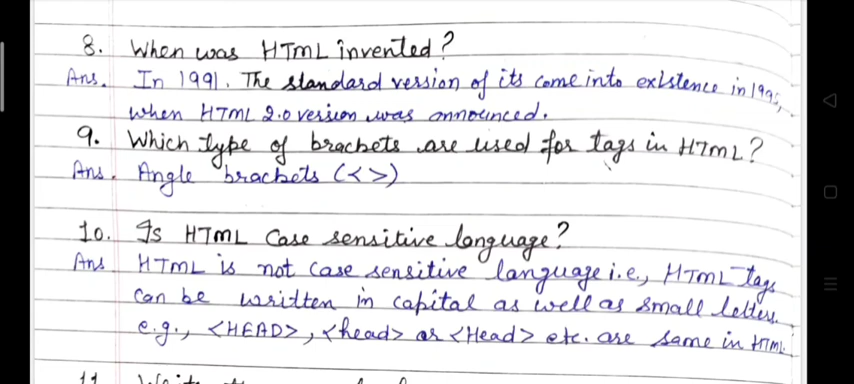 8. When was HTML invented?
Ans. In 1991. The standard version of its come into existence in 199
when HTML 2.0 version was announced.
9. Which type of brackets are used for tags in HTML?
Ans. Angle brackets (< >)
10. Is HTML Case sensitive language?
Ans HTML is not case sensitive language i.e., HTML tags
can be written in capital as well as small letters.
e.g., <HEAD>, <head> or <Head> etc. are same in HTML.
11.